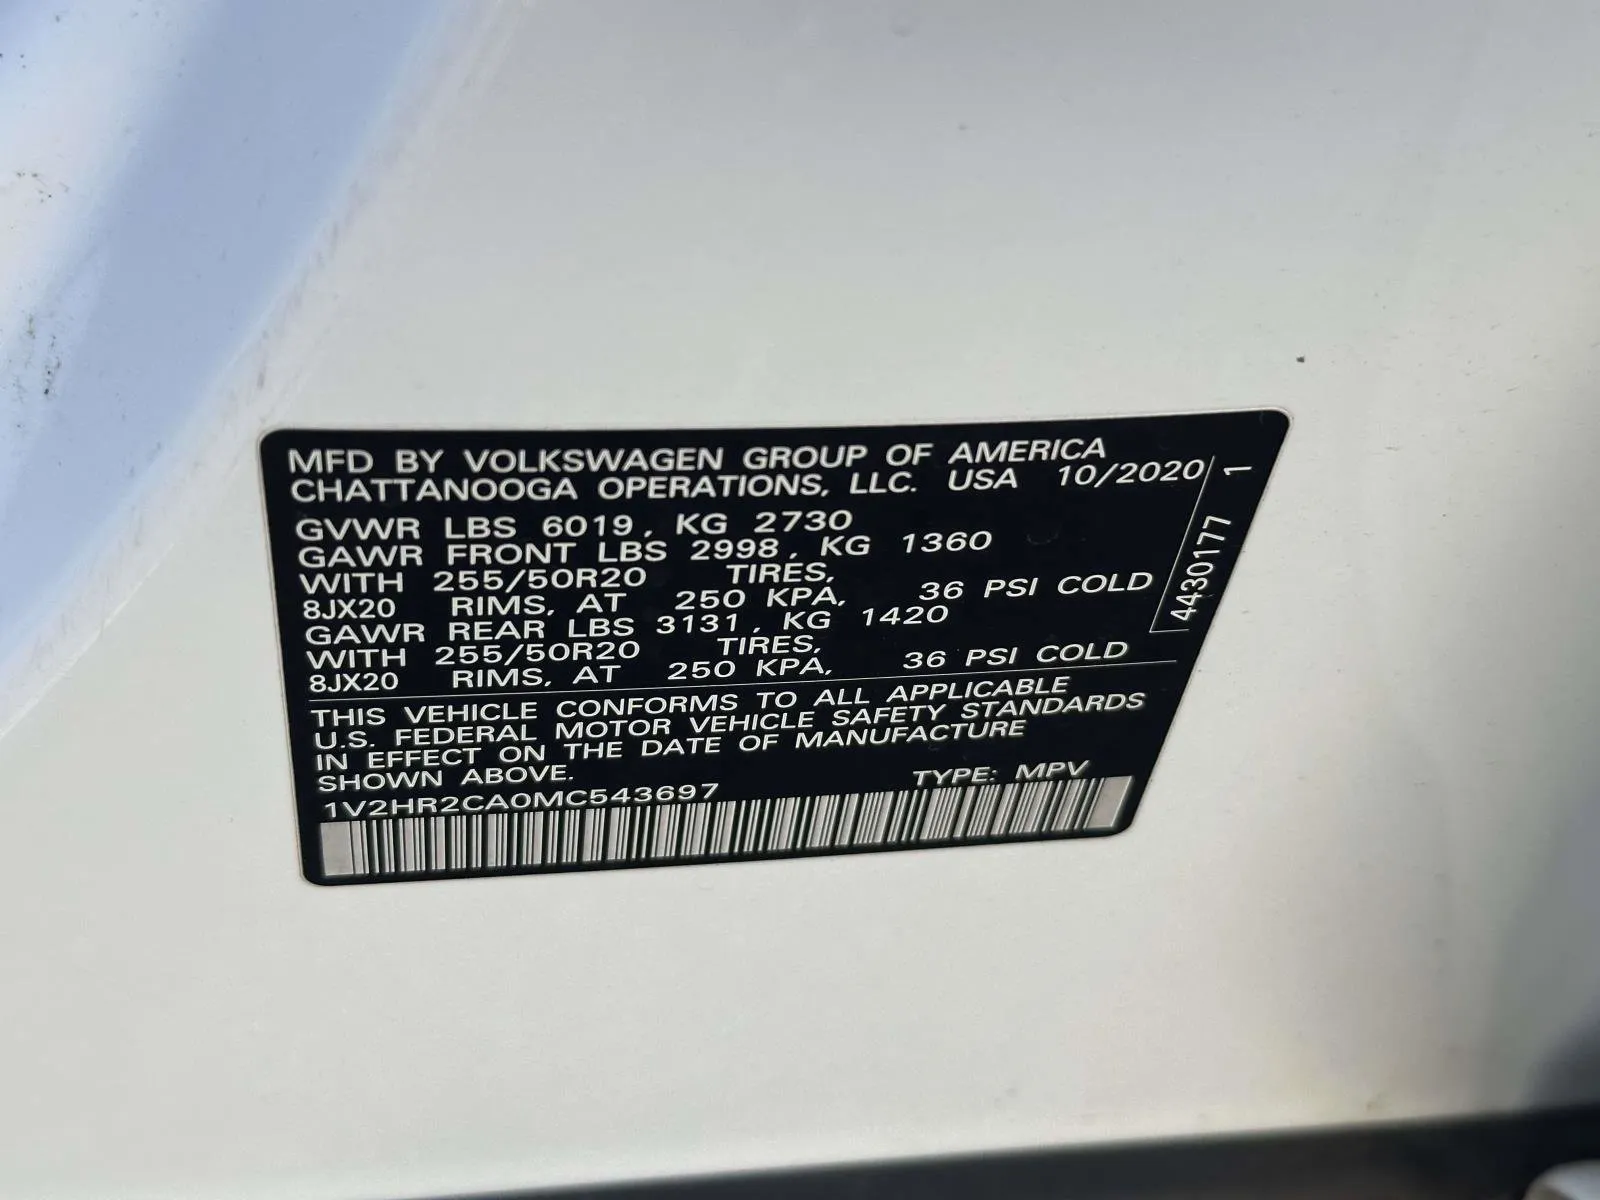 MFD BY VOLKSWAGEN GROUP OF AMERICA
CHATTANOOGA OPERATIONS, LLC. USA 10/2020
GVWR LBS 6019, KG 2730
GAWR FRONT LBS 2998, KG 1360
WITH 255/50R20 TIRES,
8JX20 RIMS, AT 250 KPA, 36 PSI COLD
GAWR REAR LBS 3131, KG 1420
WITH 255/50R20 TIRES,
8JX20 RIMS, AT 250 KPA, 36 PSI COLD
THIS VEHICLE CONFORMS TO ALL APPLICABLE
U.S. FEDERAL MOTOR VEHICLE SAFETY STANDARDS
IN EFFECT ON THE DATE OF MANUFACTURE
SHOWN ABOVE.
TYPE: MPV
1V2HR2CA0MC543697
4430177 1